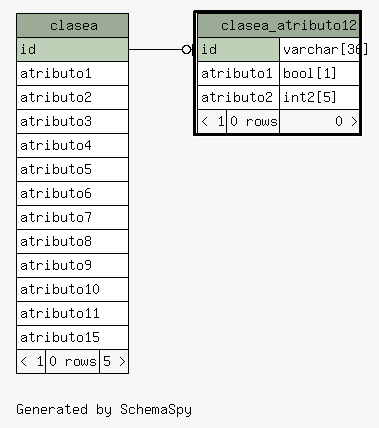 clasea
id
atributo1
atributo2
atributo3
atributo4
atributo5
atributo6
atributo7
atributo8
atributo9
atributo10
atributo11
atributo15
< 1 0 rows 5 >
clasea_atributo12
id varchar[36]
atributo1 bool[1]
atributo2 int2[5]
< 1 0 rows 0 >
Generated by SchemaSpy